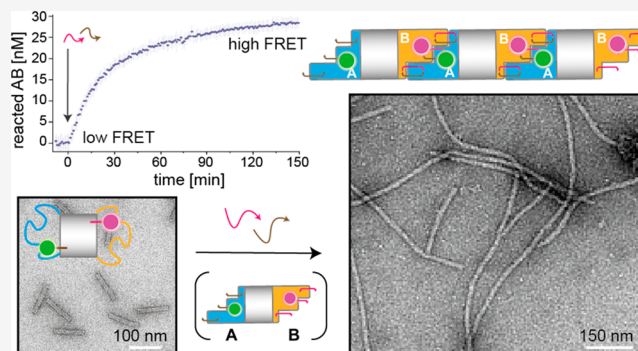 reacted AB [nM]
30
25
20
15
10
5
0
low FRET
high FRET
0
30
60
90
120
150
time [min]
B
A
B
A
B
A
B
100 nm
A
B
150 nm